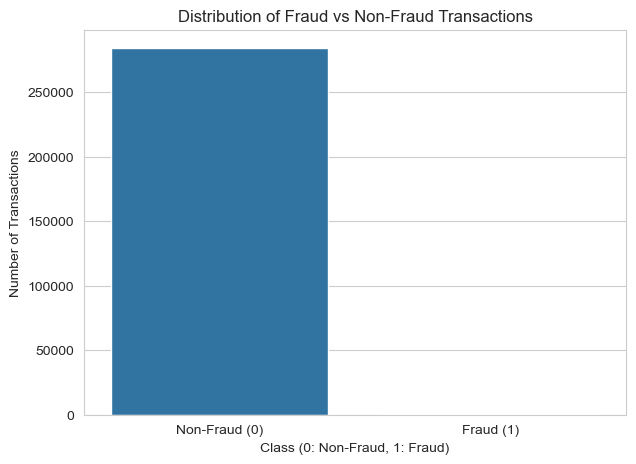 Distribution of Fraud vs Non-Fraud Transactions
Number of Transactions
250000
200000
150000
100000
50000
0
Non-Fraud (0)
Fraud (1)
Class (0: Non-Fraud, 1: Fraud)